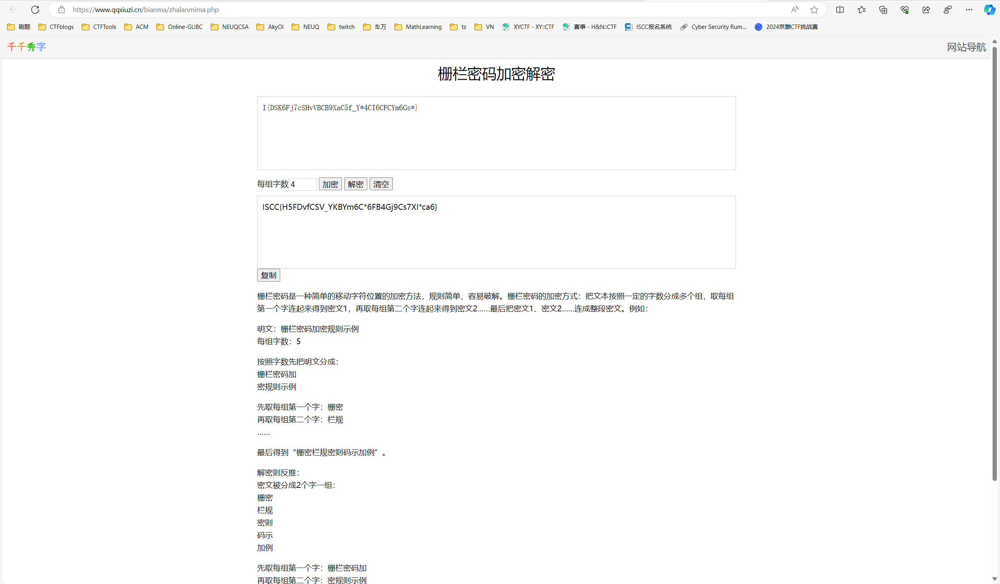 https://www.qqxiuzi.cn/bianma/zhalanmima.php
刷题 CTFblogs CTFTools ACM Online-GLIBC NEUQCSA AkyOI NEUQ twitch 车万 MathLearning tz VN XYCTF - XY::CTF 赛事 - H&N::CTF ISCC报名系统 Cyber Security Rum... 2024京麒CTF挑战赛
千千秀字 网站导航
栅栏密码加密解密
I{DSK6Fj7cSHvVBCB9XaC5f_Y*4CI6CFCYm6Gs*}
每组字数 4 加密 解密 清空
ISCC{H5FDvfCSV_YKBYm6C*6FB4Gj9Cs7XI*ca6}
复制
栅栏密码是一种简单的移动字符位置的加密方法，规则简单，容易破解。栅栏密码的加密方式：把文本按照一定的字数分成多个组，取每组
第一个字连起来得到密文1，再取每组第二个字连起来得到密文2……最后把密文1、密文2……连成整段密文。例如：
明文：栅栏密码加密规则示例
每组字数：5
按照字数先把明文分成：
栅栏密码加
密规则示例
先取每组第一个字：栅密
再取每组第二个字：栏规
……
最后得到“栅密栏规密则码示加例”。
解密则反推：
密文被分成2个字一组：
栅密
栏规
密则
码示
加例
先取每组第一个字：栅栏密码加
再取每组第二个字：密规则示例